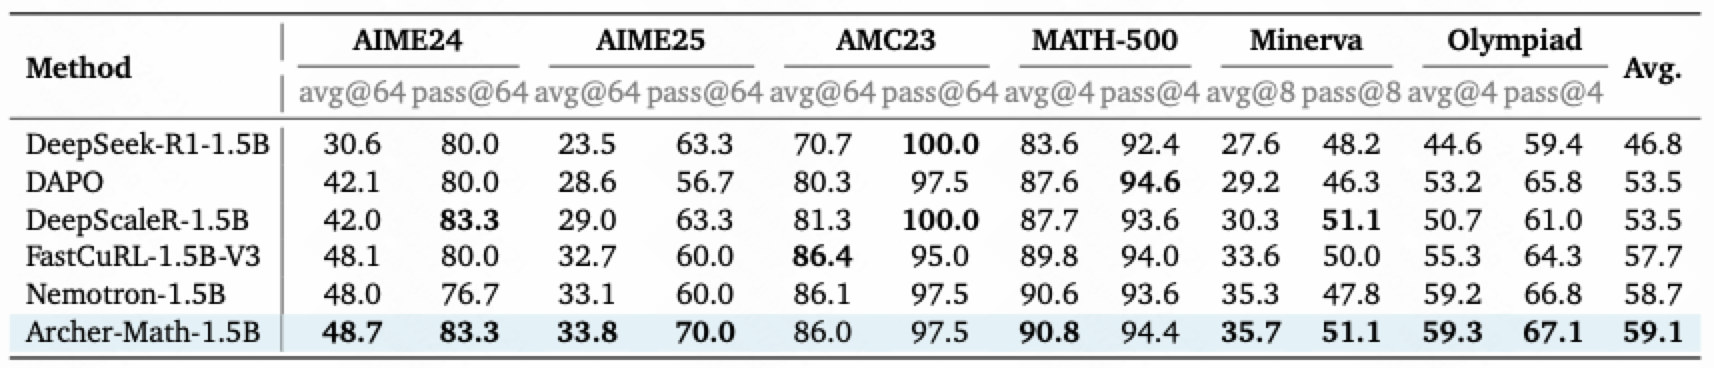 Method AIME24 AIME25 AMC23 MATH-500 Minerva Olympiad Avg.
avg@64 pass@64 avg@64 pass@64 avg@64 pass@64 avg@4 pass@4 avg@8 pass@8 avg@4 pass@4
DeepSeek-R1-1.5B 30.6 80.0 23.5 63.3 70.7 100.0 83.6 92.4 27.6 48.2 44.6 59.4 46.8
DAPO 42.1 80.0 28.6 56.7 80.3 97.5 87.6 94.6 29.2 46.3 53.2 65.8 53.5
DeepScaleR-1.5B 42.0 83.3 29.0 63.3 81.3 100.0 87.7 93.6 30.3 51.1 50.7 61.0 53.5
FastCuRL-1.5B-V3 48.1 80.0 32.7 60.0 86.4 95.0 89.8 94.0 33.6 50.0 55.3 64.3 57.7
Nemotron-1.5B 48.0 76.7 33.1 60.0 86.1 97.5 90.6 93.6 35.3 47.8 59.2 66.8 58.7
Archer-Math-1.5B 48.7 83.3 33.8 70.0 86.0 97.5 90.8 94.4 35.7 51.1 59.3 67.1 59.1